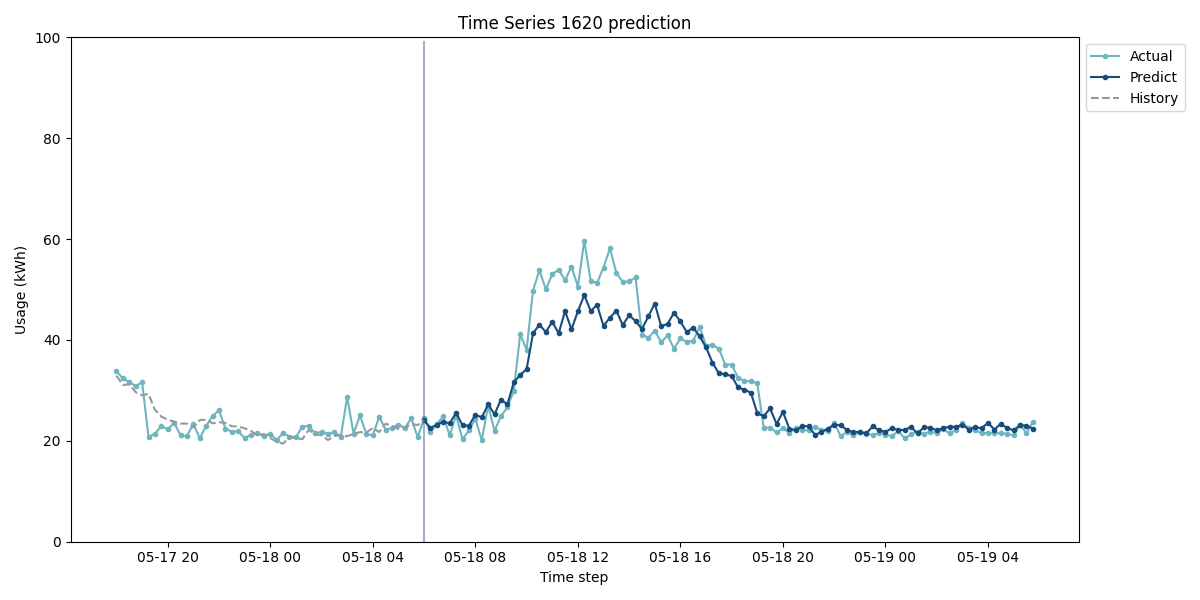 Time Series 1620 prediction
Actual
Predict
History
Usage (kWh)
100
80
60
40
20
0
05-17 20 05-18 00 05-18 04 05-18 08 05-18 12 05-18 16 05-18 20 05-19 00 05-19 04
Time step